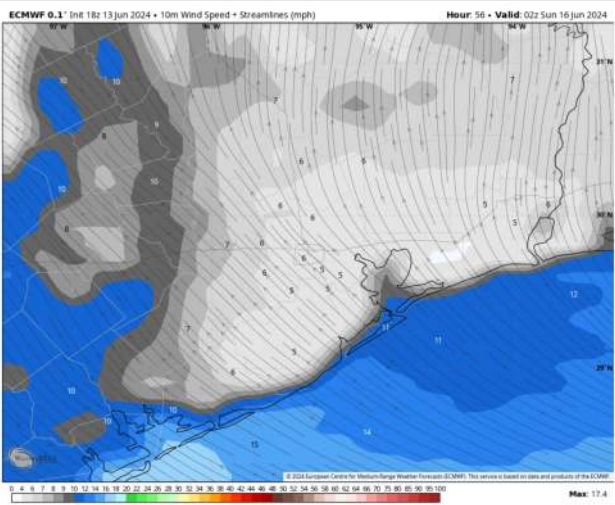 ECMWF 0.1° Init 18z 13 Jun 2024 • 10m Wind Speed + Streamlines (mph) Hour: 56 • Valid: 02z Sun 16 Jun 2024
97°W 96°W 95°W 94°W
31°N
10 10 7
7
9
8
6 6
10 10
6 5 8
6 5 30°N
8
7 6
6
6 5 5
5 5
12
7 11
11
5
6 29°N
10
10
10 14
15
© 2024 European Centre for Medium-Range Weather Forecasts (ECMWF). This service is based on data and products of the ECMWF.
0 4 5 6 7 8 9 10 12 14 16 18 20 22 24 26 28 30 32 34 36 38 40 42 44 46 48 50 52 54 56 58 60 65 70 75 80 85 90 95 100 Max: 17.4